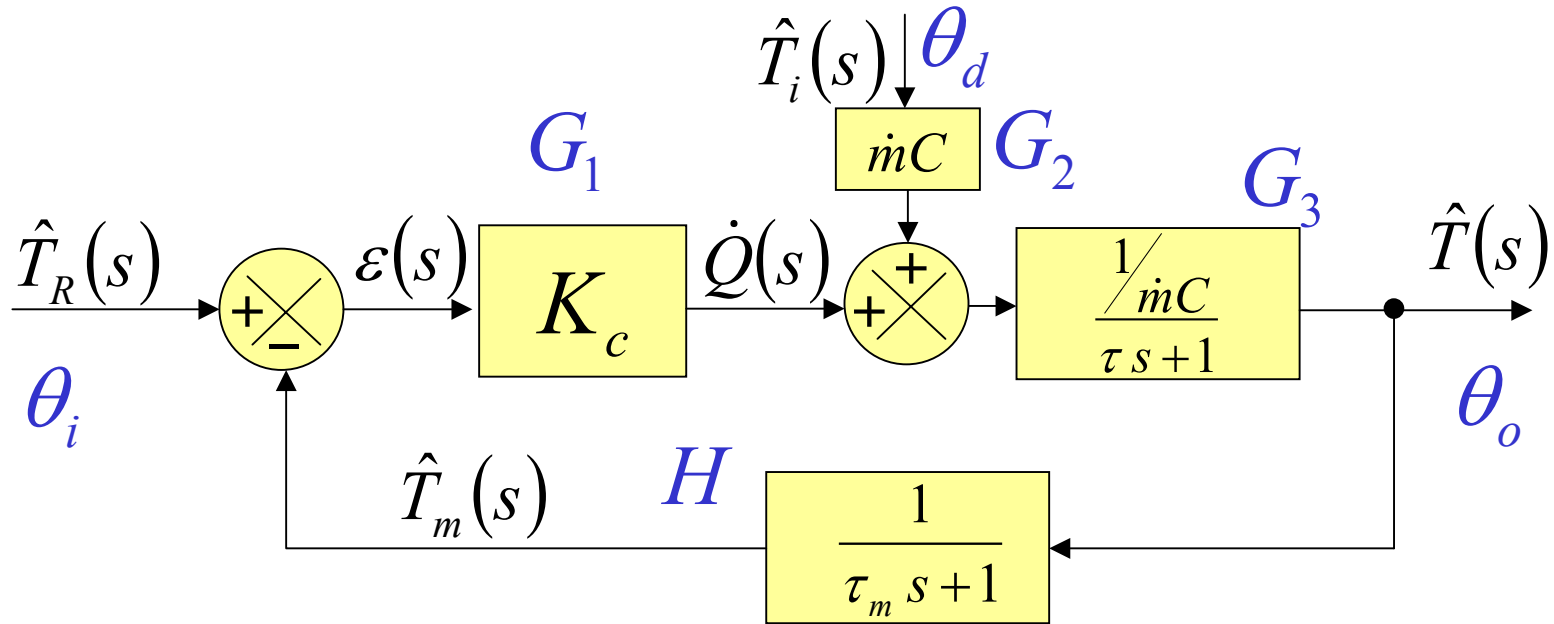 T̂_i(s) θ_d
G_1
ṁC
G_2
G_3
T̂_R(s)
+
−
ε(s)
K_c
Q̇(s)
+
+
1/ṁC
τ s + 1
T̂(s)
θ_i
θ_o
T̂_m(s)
H
1
τ_m s + 1